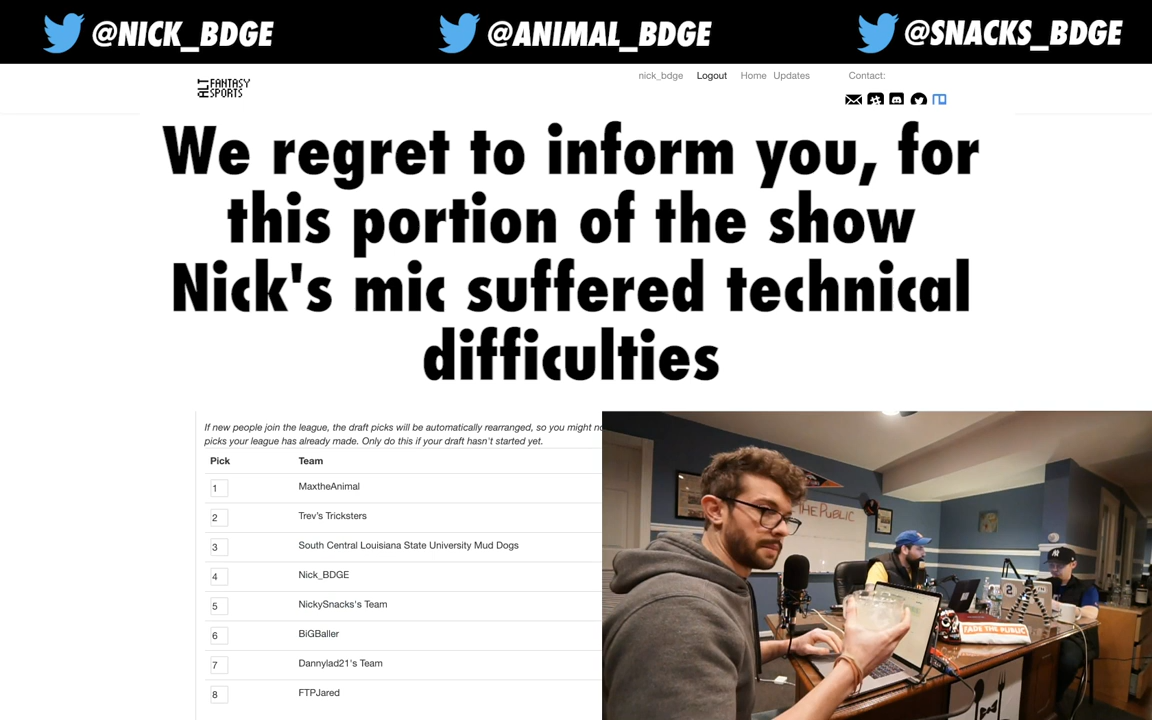 @NICK_BDGE
@ANIMAL_BDGE
@SNACKS_BDGE
ALT FANTASY SPORTS
nick_bdge Logout Home Updates Contact:
We regret to inform you, for
this portion of the show
Nick's mic suffered technical
difficulties
If new people join the league, the draft picks will be automatically rearranged, so you might
picks your league has already made. Only do this if your draft hasn't started yet.
Pick Team
1 MaxtheAnimal
2 Trev's Tricksters
3 South Central Louisiana State University Mud Dogs
4 Nick_BDGE
5 NickySnacks's Team
6 BiGBaller
7 Dannylad21's Team
8 FTPJared
THE PUBLIC
FADE THE PUBLIC